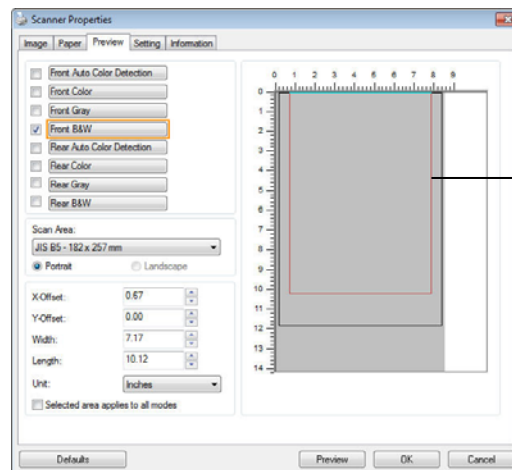 Scanner Properties
Image Paper Preview Setting Information
Front Auto Color Detection
Front Color
Front Gray
Front B&W
Rear Auto Color Detection
Rear Color
Rear Gray
Rear B&W
Scan Area:
JIS B5 - 182 x 257 mm
Portrait Landscape
X-Offset: 0.67
Y-Offset: 0.00
Width: 7.17
Length: 10.12
Unit: Inches
Selected area applies to all modes
0 1 2 3 4 5 6 7 8 9
0
1
2
3
4
5
6
7
8
9
10
11
12
13
14
Defaults Preview OK Cancel